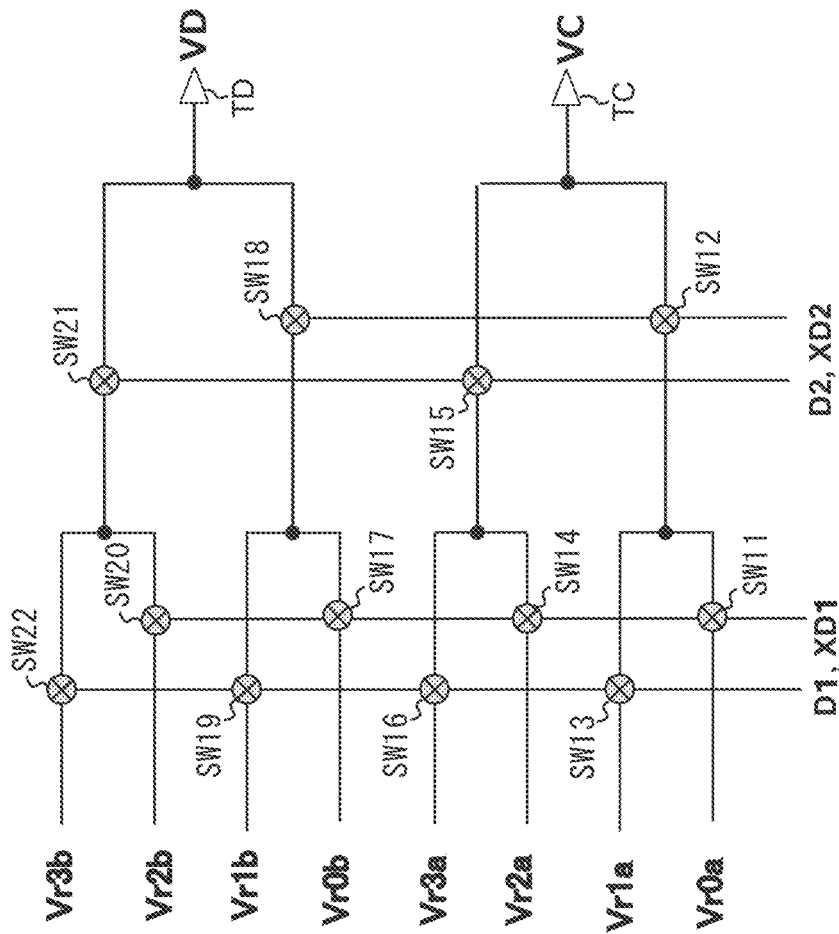 Vr3b
Vr2b
Vr1b
Vr0b
Vr3a
Vr2a
Vr1a
Vr0a
SW22
SW20
SW19
SW17
SW16
SW14
SW13
SW11
SW21
SW18
SW15
SW12
D1, XD1
D2, XD2
VD
TD
VC
TC